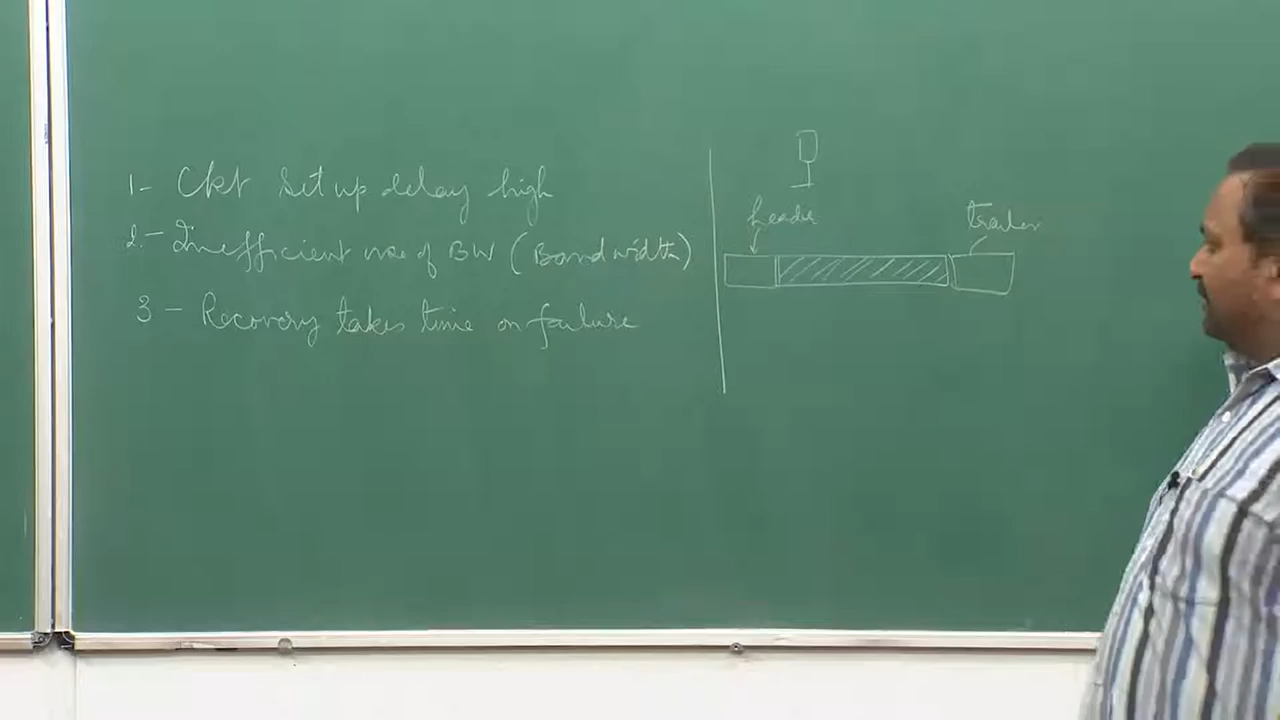 1- Ckt Set up delay high
2.- Inefficient use of BW (Bandwidth)
3 - Recovery takes time on failure
header
trailer